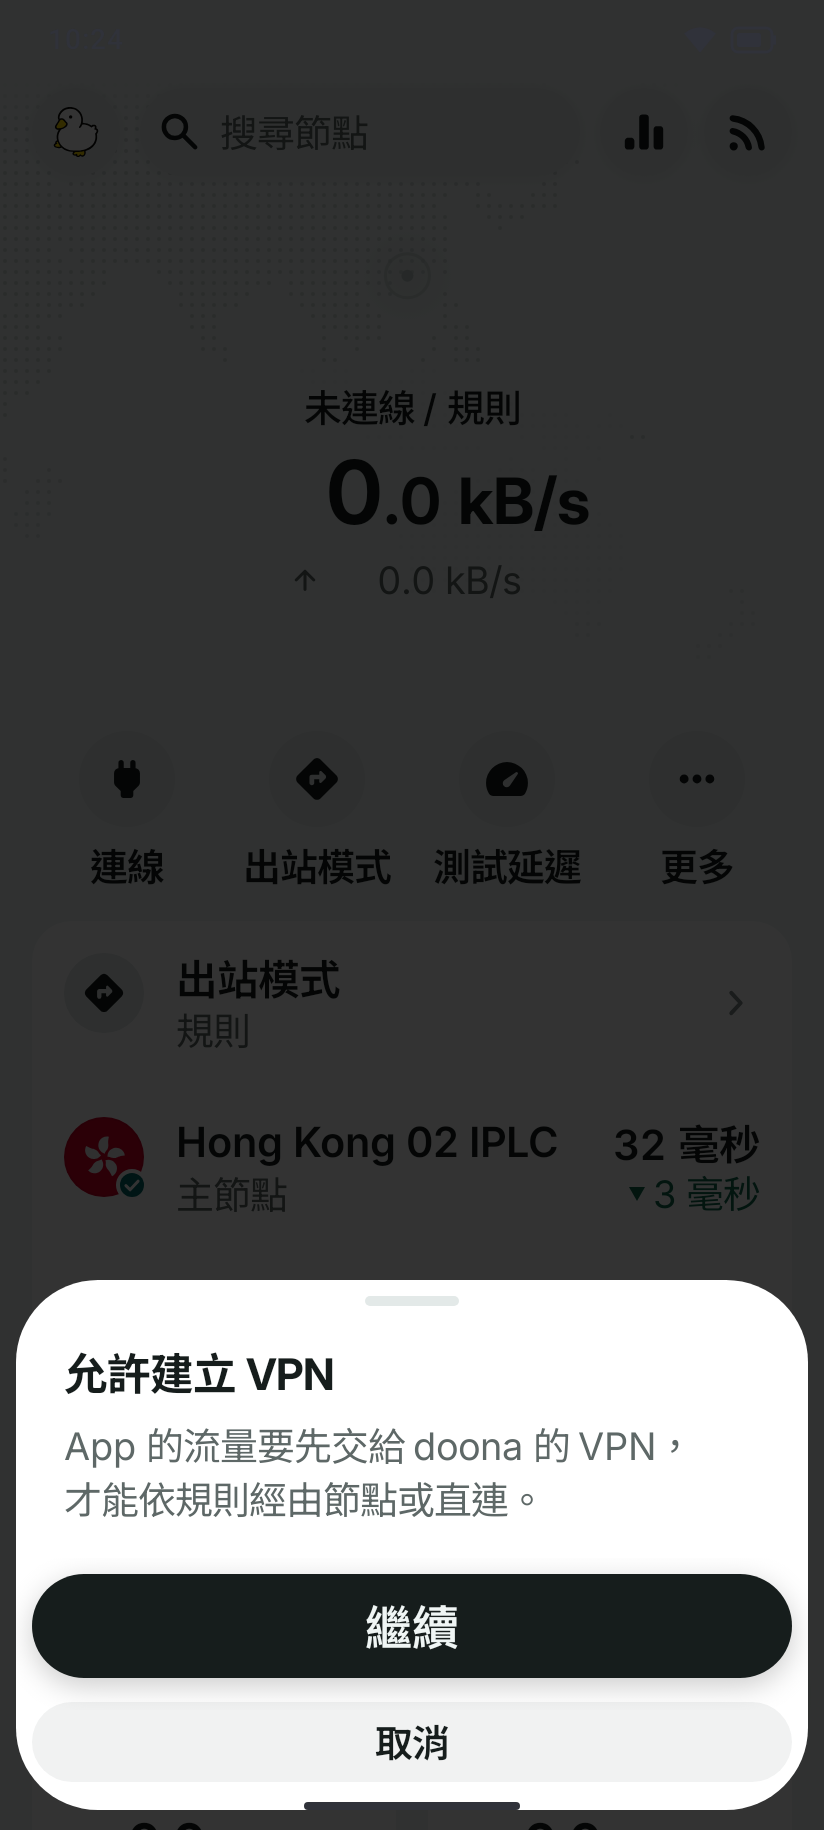 搜尋節點
未連線 / 規則
0.0 kB/s
↑ 0.0 kB/s
連線 出站模式 測試延遲 更多
出站模式
規則
Hong Kong 02 IPLC 32 毫秒
主節點 ▼3 毫秒
允許建立 VPN
App 的流量要先交給 doona 的 VPN，
才能依規則經由節點或直連。
繼續
取消